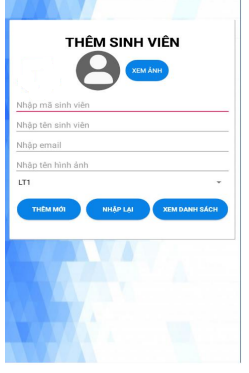 THÊM SINH VIÊN
XEM ẢNH
Nhập mã sinh viên
Nhập tên sinh viên
Nhập email
Nhập tên hình ảnh
LT1
THÊM MỚI
NHẬP LẠI
XEM DANH SÁCH